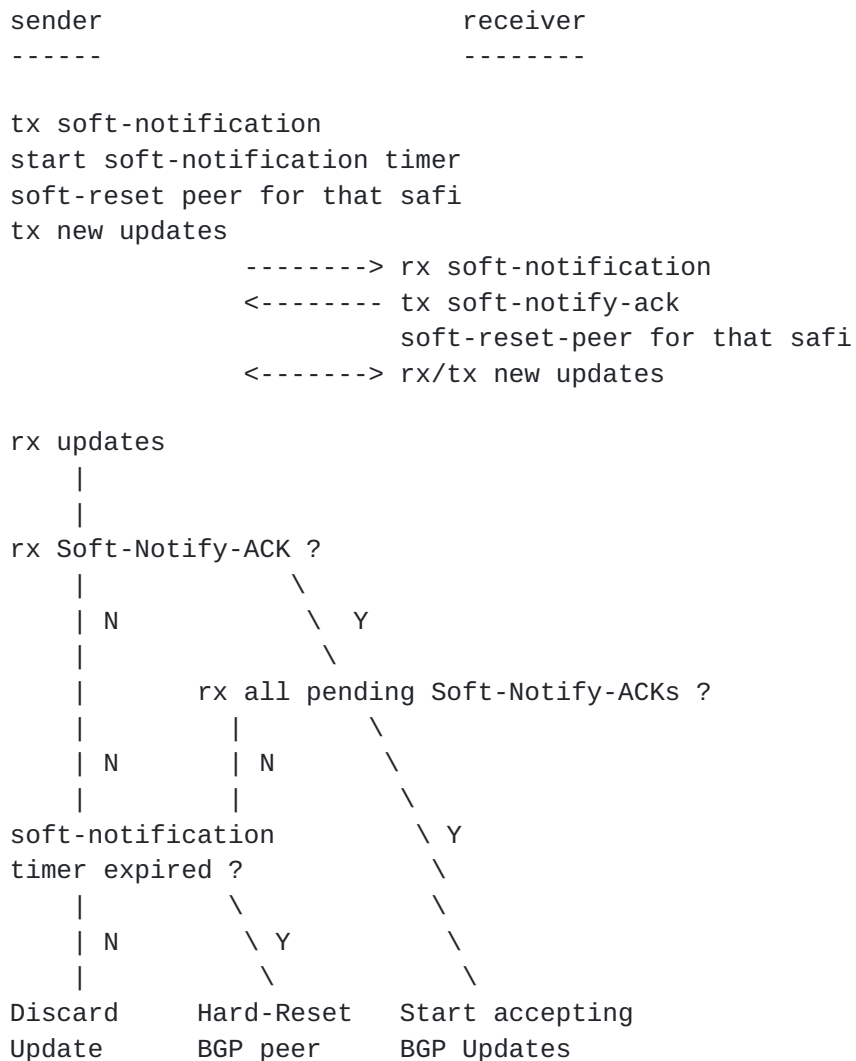 sender                       receiver
------                       --------
tx soft-notification
start soft-notification timer
soft-reset peer for that safi
tx new updates
               --------> rx soft-notification
               <-------- tx soft-notify-ack
                         soft-reset-peer for that safi
               <-------> rx/tx new updates
rx updates
    |
    |
rx Soft-Notify-ACK ?
    |             \
    | N            \  Y
    |               \
    |       rx all pending Soft-Notify-ACKs ?
    |         |        \
    | N       | N       \
    |         |          \
soft-notification         \ Y
timer expired ?            \
    |         \            \
    | N        \ Y          \
    |           \            \
Discard     Hard-Reset   Start accepting
Update      BGP peer     BGP Updates